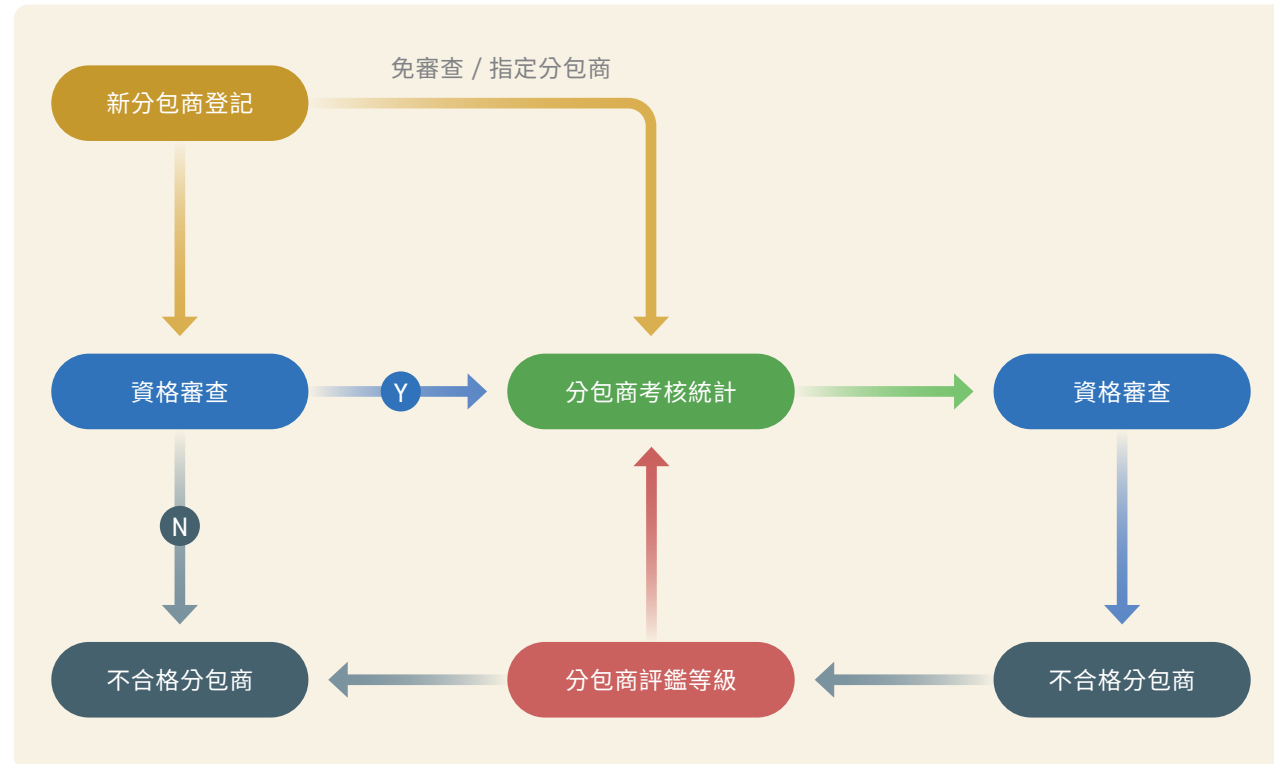 免審查 / 指定分包商
新分包商登記
資格審查
Y
分包商考核統計
資格審查
N
不合格分包商
分包商評鑑等級
不合格分包商